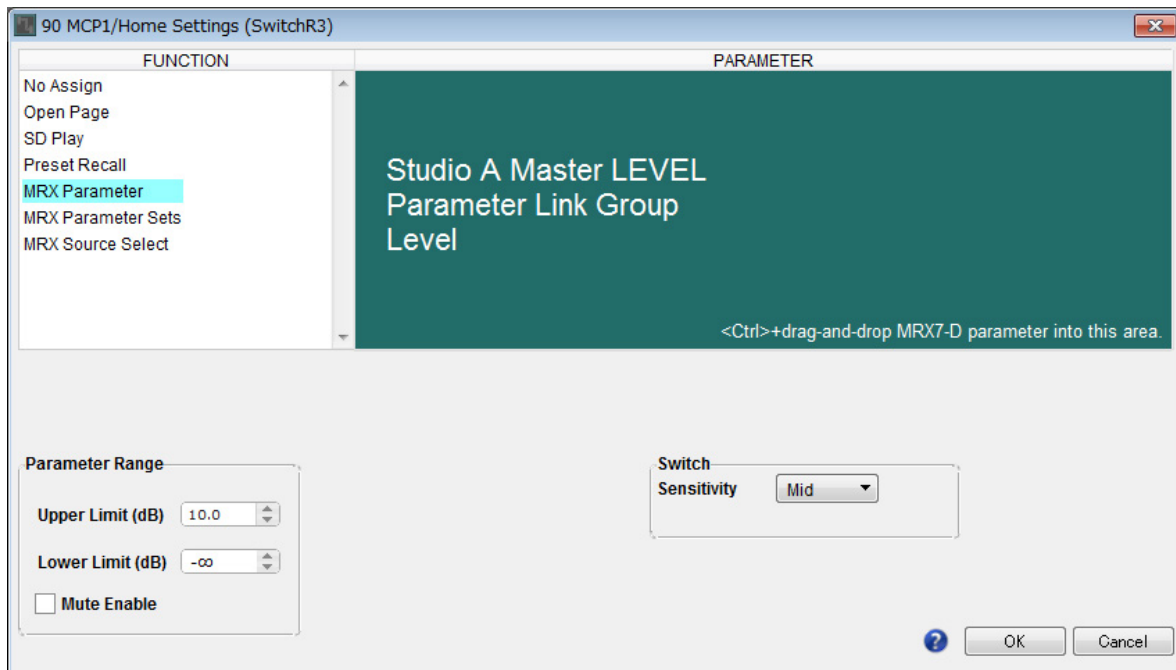 90 MCP1/Home Settings (SwitchR3)
FUNCTION
PARAMETER
No Assign
Open Page
SD Play
Preset Recall
MRX Parameter
MRX Parameter Sets
MRX Source Select
Studio A Master LEVEL
Parameter Link Group
Level
<Ctrl>+drag-and-drop MRX7-D parameter into this area.
Parameter Range
Upper Limit (dB) 10.0
Lower Limit (dB) -∞
Mute Enable
Switch
Sensitivity Mid
? OK Cancel